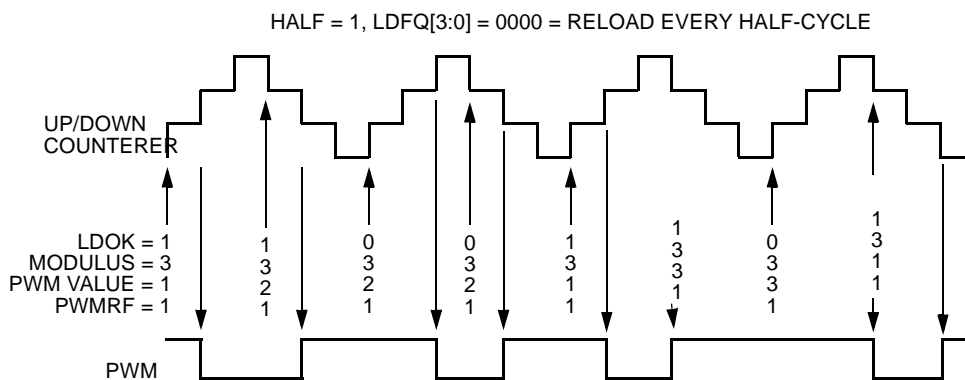 HALF = 1, LDFQ[3:0] = 0000 = RELOAD EVERY HALF-CYCLE
UP/DOWN
COUNTERER
LDOK = 1 1 0 0 1 1 0 1
MODULUS = 3 3 3 3 3 3 3 3
PWM VALUE = 1 2 2 2 1 3 3 1
PWMRF = 1 1 1 1 1 1 1 1
PWM